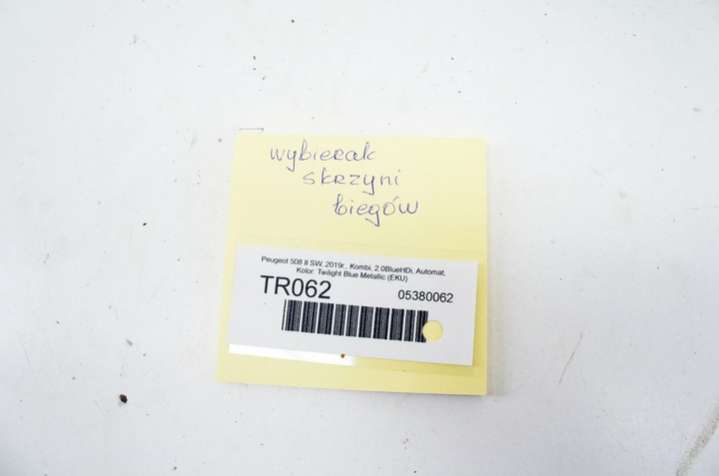 wybierak
skrzyni
biegów
Peugeot 508 II SW, 2019r., Kombi, 2.0BlueHDi, Automat,
Kolor: Twilight Blue Metallic (EKU)
TR062 05380062